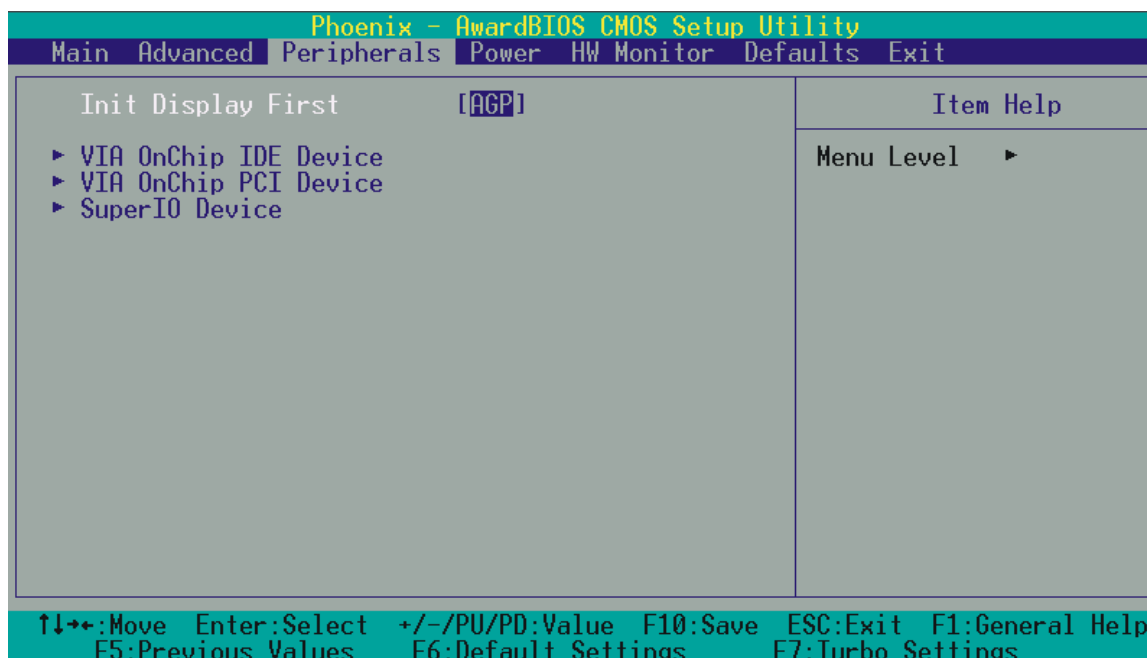 Phoenix - AwardBIOS CMOS Setup Utility
Main Advanced Peripherals Power HW Monitor Defaults Exit
Init Display First [AGP]
Item Help
► VIA OnChip IDE Device
► VIA OnChip PCI Device
► SuperIO Device
Menu Level ►
↑↓→←:Move Enter:Select +/-/PU/PD:Value F10:Save ESC:Exit F1:General Help
F5:Previous Values F6:Default Settings F7:Turbo Settings